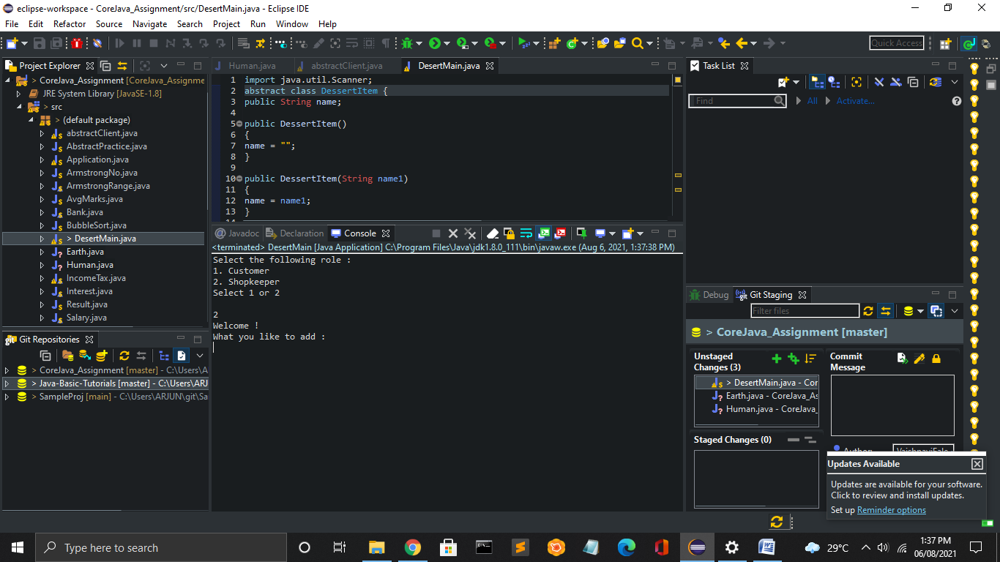 eclipse-workspace - CoreJava_Assignment/src/DesertMain.java - Eclipse IDE
File Edit Refactor Source Navigate Search Project Run Window Help
Quick Access
Project Explorer
> CoreJava_Assignment [CoreJava_Assignme
JRE System Library [JavaSE-1.8]
> src
> (default package)
abstractClient.java
AbstractPractice.java
Application.java
ArmstrongNo.java
ArmstrongRange.java
AvgMarks.java
Bank.java
BubbleSort.java
> DesertMain.java
Earth.java
Human.java
IncomeTax.java
Interest.java
Result.java
Salary.java
Git Repositories
> CoreJava_Assignment [master] - C:\Users\A
> Java-Basic-Tutorials [master] - C:\Users\ARJ
> SampleProj [main] - C:\Users\ARJUN\git\Sa
Human.java abstractClient.java DesertMain.java
1 import java.util.Scanner;
2 abstract class DessertItem {
3 public String name;
4
5 public DessertItem()
6 {
7 name = "";
8 }
9
10 public DessertItem(String name1)
11 {
12 name = name1;
13 }
14
Javadoc Declaration Console
<terminated> DesertMain [Java Application] C:\Program Files\Java\jdk1.8.0_111\bin\javaw.exe (Aug 6, 2021, 1:37:38 PM)
Select the following role :
1. Customer
2. Shopkeeper
Select 1 or 2
2
Welcome !
What you like to add :
Task List
Find All Activate...
Debug Git Staging
Filter files
> CoreJava_Assignment [master]
Unstaged
Changes (3)
> DesertMain.java - Cor
Earth.java - CoreJava_As
Human.java - CoreJava_
Staged Changes (0)
Commit
Message
Author:
Updates Available
Updates are available for your software.
Click to review and install updates.
Set up Reminder options
Type here to search
29°C
1:37 PM
06/08/2021